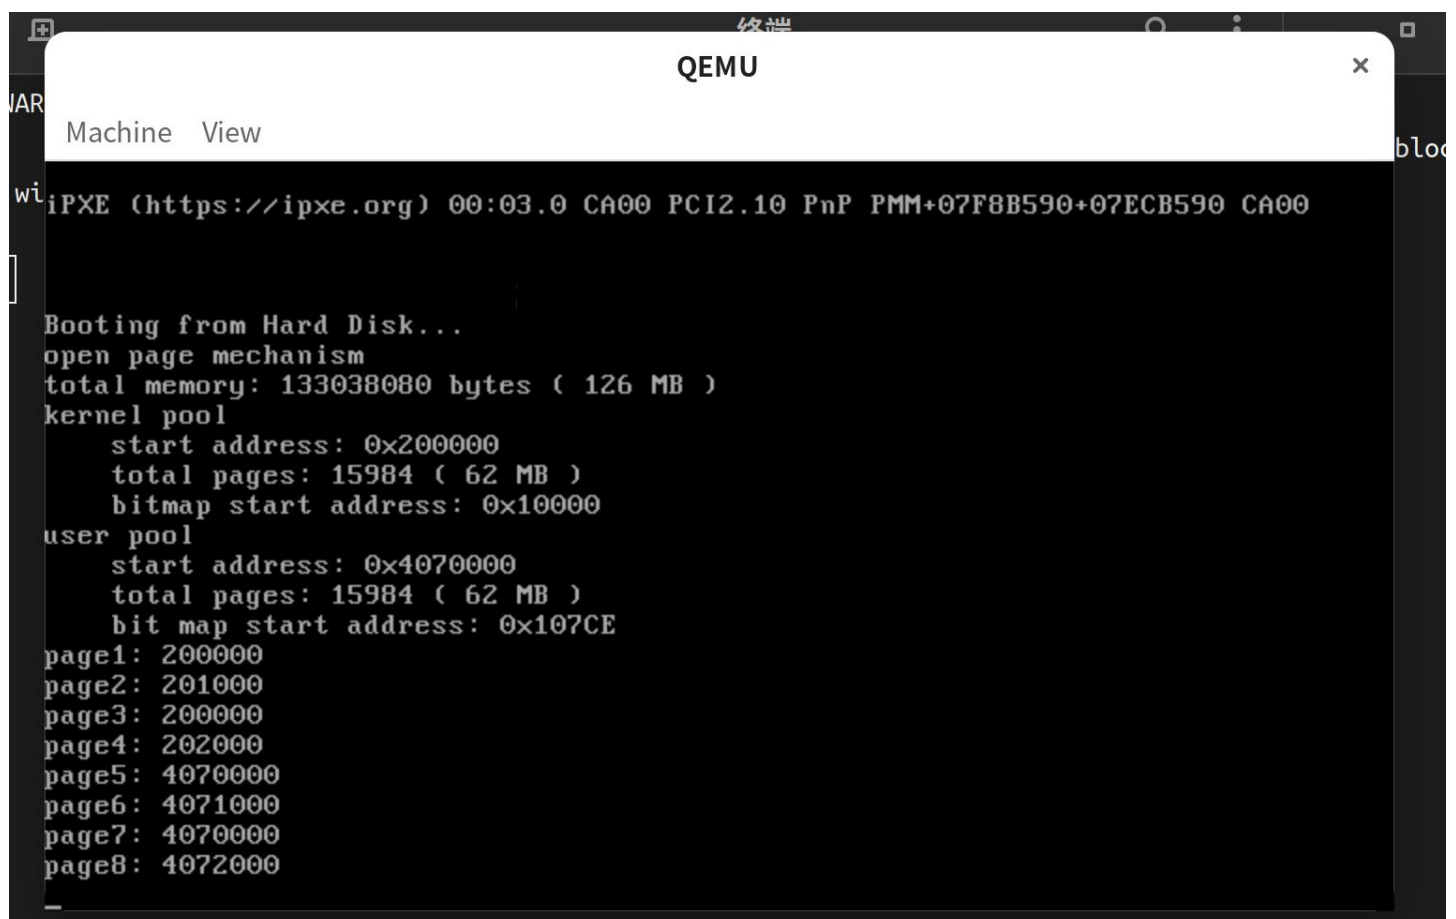 终端
QEMU
Machine View
iPXE (https://ipxe.org) 00:03.0 CA00 PCI2.10 PnP PMM+07F8B590+07ECB590 CA00
Booting from Hard Disk...
open page mechanism
total memory: 133038080 bytes ( 126 MB )
kernel pool
start address: 0x200000
total pages: 15984 ( 62 MB )
bitmap start address: 0x10000
user pool
start address: 0x4070000
total pages: 15984 ( 62 MB )
bit map start address: 0x107CE
page1: 200000
page2: 201000
page3: 200000
page4: 202000
page5: 4070000
page6: 4071000
page7: 4070000
page8: 4072000